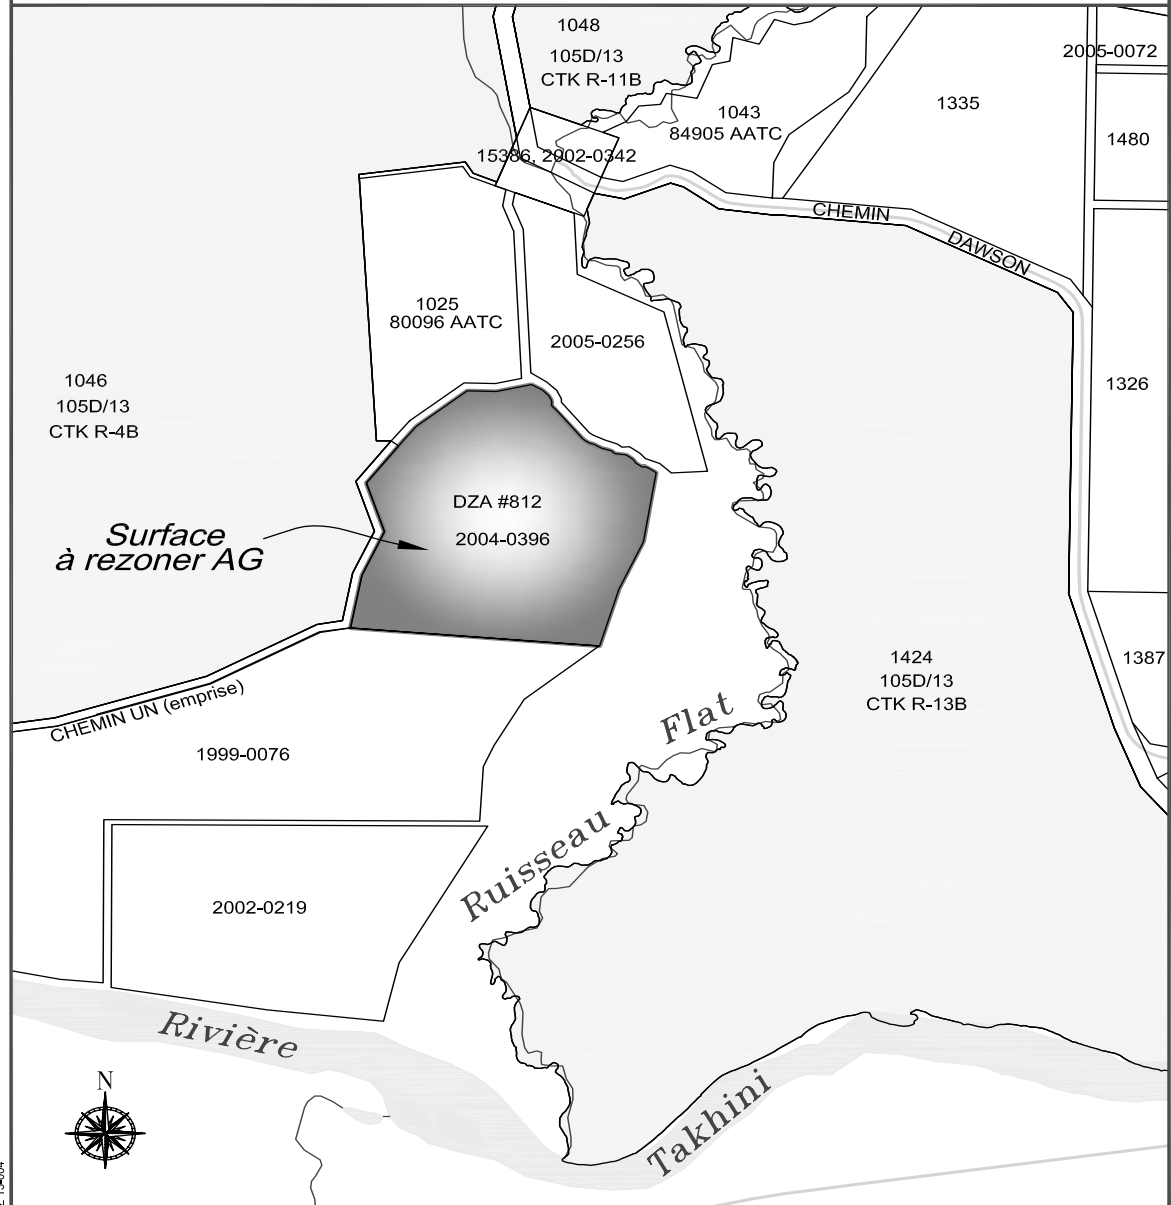 1048
105D/13
CTK R-11B
2005-0072
1043
84905 AATC
1335
1480
15386, 2002-0342
CHEMIN
DAWSON
1025
80096 AATC
2005-0256
1046
105D/13
CTK R-4B
1326
DZA #812
2004-0396
Surface
à rezoner AG
1424
105D/13
CTK R-13B
1387
CHEMIN UN (emprise)
Ruisseau Flat
1999-0076
2002-0219
Rivière Takhini
N